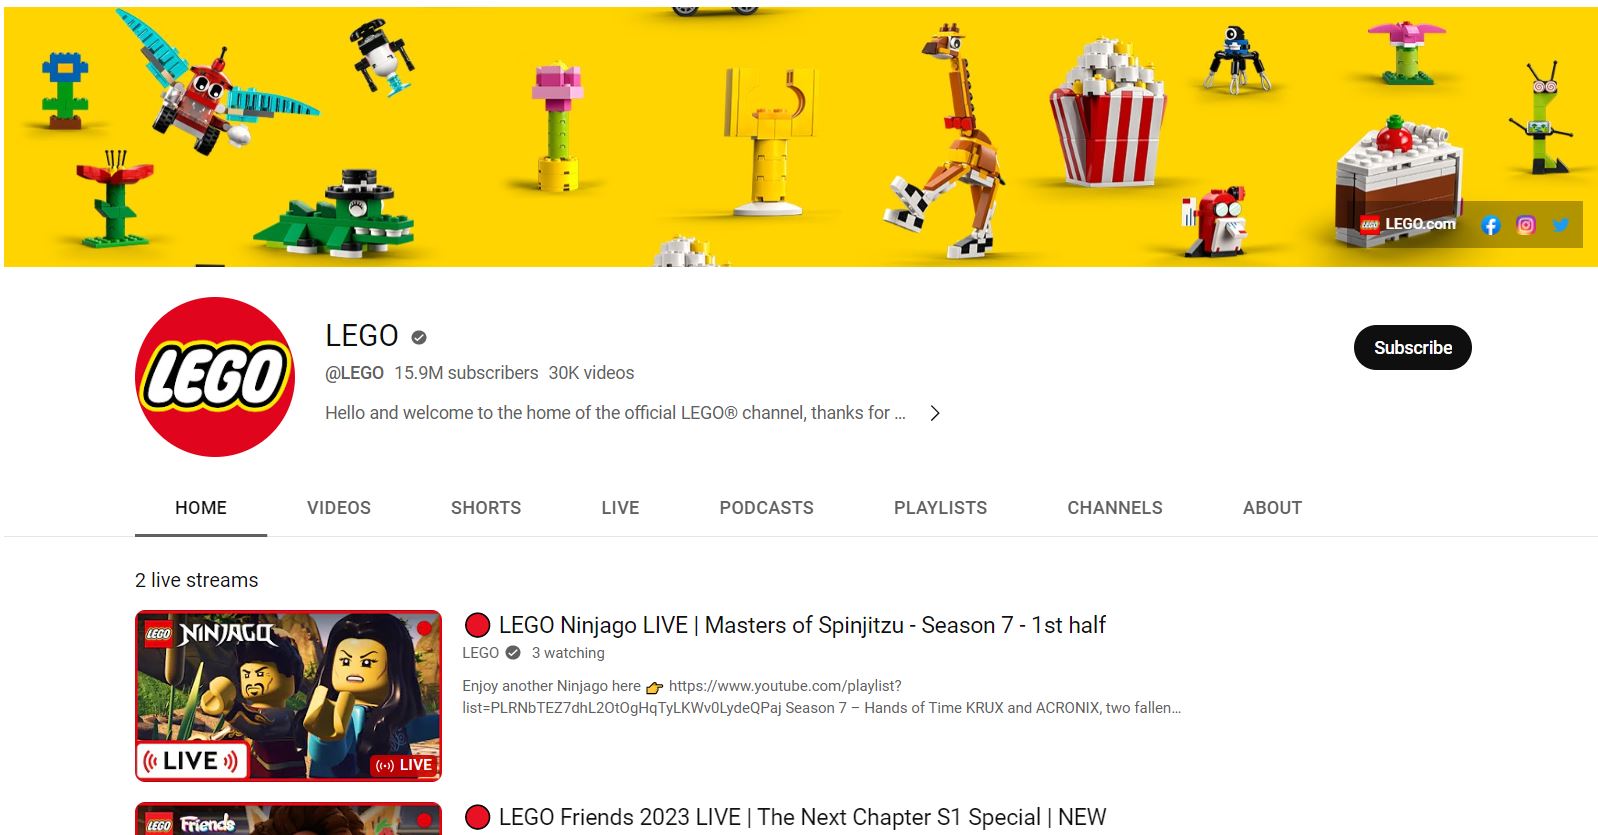 LEGO LEGO.com
LEGO
LEGO
@LEGO 15.9M subscribers 30K videos
Subscribe
Hello and welcome to the home of the official LEGO® channel, thanks for ...
HOME VIDEOS SHORTS LIVE PODCASTS PLAYLISTS CHANNELS ABOUT
2 live streams
LEGO NINJAGO
LIVE
LIVE
🔴 LEGO Ninjago LIVE | Masters of Spinjitzu - Season 7 - 1st half
LEGO 3 watching
Enjoy another Ninjago here 👉 https://www.youtube.com/playlist?
list=PLRNbTEZ7dhL2OtOgHqTyLKWv0LydeQPaj Season 7 – Hands of Time KRUX and ACRONIX, two fallen…
LEGO Friends
🔴 LEGO Friends 2023 LIVE | The Next Chapter S1 Special | NEW